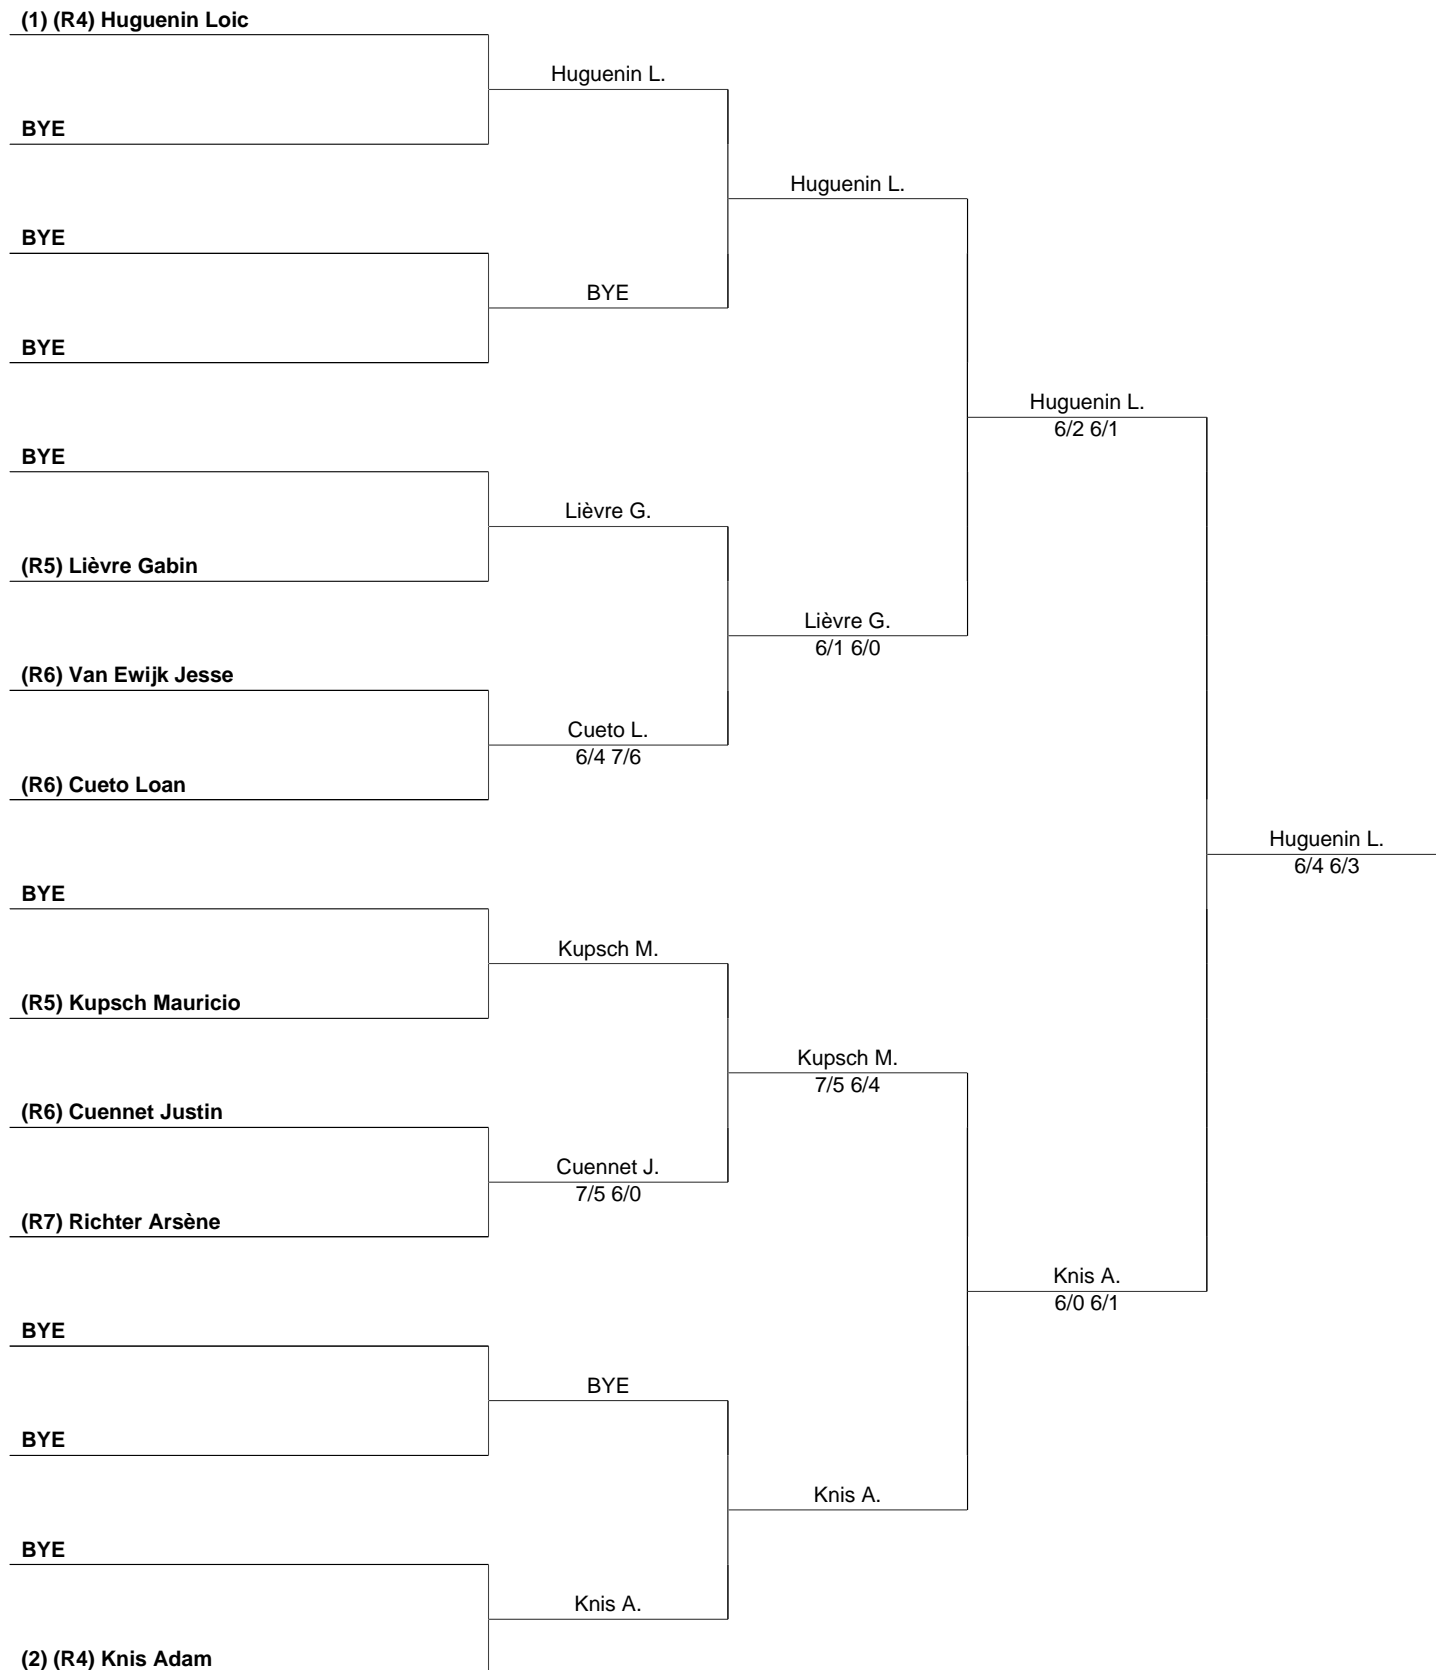 (1) (R4) Huguenin Loic
Huguenin L.
BYE
Huguenin L.
BYE
BYE
BYE
Huguenin L.
6/2 6/1
BYE
Lièvre G.
(R5) Lièvre Gabin
Lièvre G.
6/1 6/0
(R6) Van Ewijk Jesse
Cueto L.
6/4 7/6
(R6) Cueto Loan
Huguenin L.
6/4 6/3
BYE
Kupsch M.
(R5) Kupsch Mauricio
Kupsch M.
7/5 6/4
(R6) Cuennet Justin
Cuennet J.
7/5 6/0
(R7) Richter Arsène
Knis A.
6/0 6/1
BYE
BYE
BYE
Knis A.
BYE
Knis A.
(2) (R4) Knis Adam